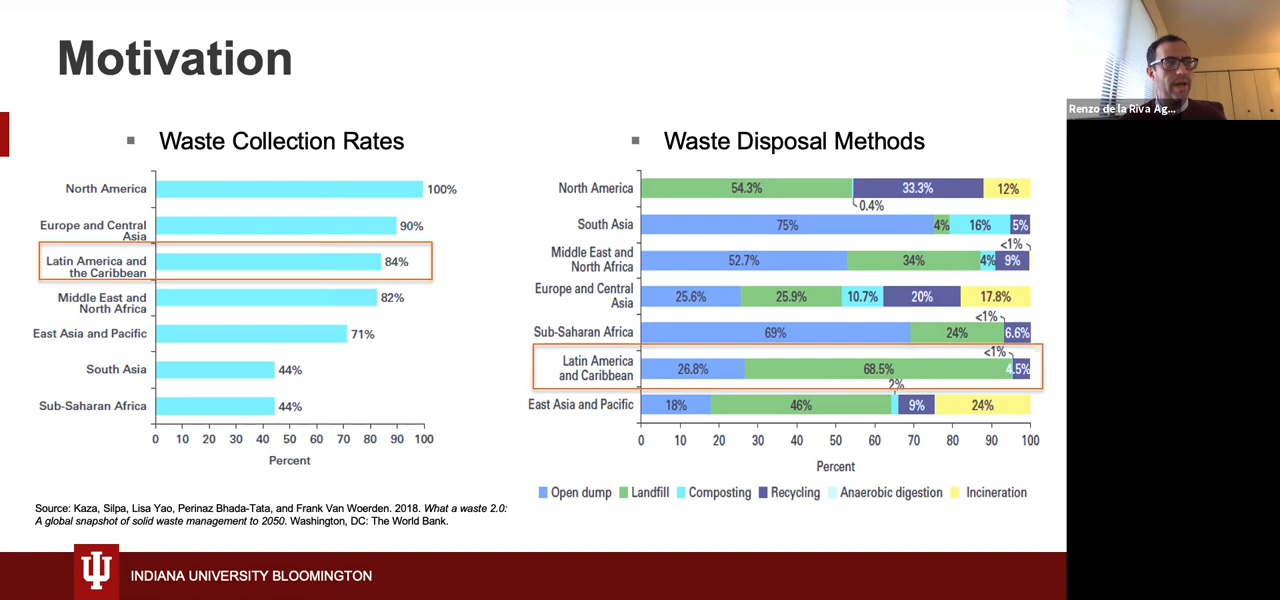 Motivation
Renzo de la Riva Ag...
▪ Waste Collection Rates
North America 100%
Europe and Central
Asia 90%
Latin America and
the Caribbean 84%
Middle East and
North Africa 82%
East Asia and Pacific 71%
South Asia 44%
Sub-Saharan Africa 44%
0 10 20 30 40 50 60 70 80 90 100
Percent
▪ Waste Disposal Methods
North America 54.3% 0.4% 33.3% 12%
South Asia 75% 4% 16% 5%
Middle East and
North Africa 52.7% 34% 4% 9% <1%
Europe and Central
Asia 25.6% 25.9% 10.7% 20% 17.8%
Sub-Saharan Africa 69% 24% <1% 6.6%
Latin America
and Caribbean 26.8% 68.5% <1% 4.5%
East Asia and Pacific 18% 46% 2% 9% 24%
0 10 20 30 40 50 60 70 80 90 100
Percent
Open dump Landfill Composting Recycling Anaerobic digestion Incineration
Source: Kaza, Silpa, Lisa Yao, Perinaz Bhada-Tata, and Frank Van Woerden. 2018. What a waste 2.0:
A global snapshot of solid waste management to 2050. Washington, DC: The World Bank.
INDIANA UNIVERSITY BLOOMINGTON